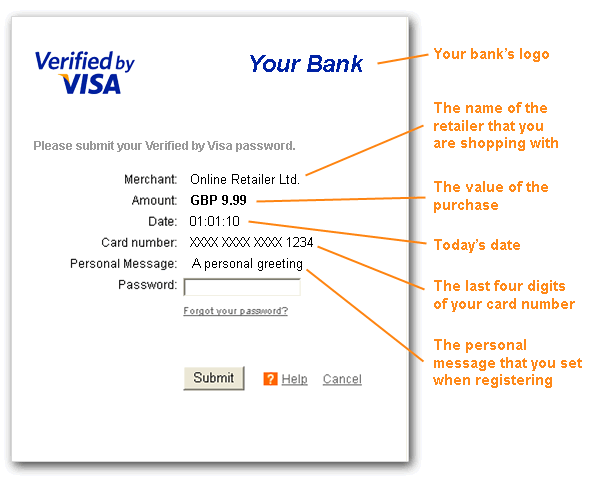 Verified by
VISA
Your Bank
Your bank's logo
Please submit your Verified by Visa password.
The name of the
retailer that you
are shopping with
Merchant: Online Retailer Ltd.
Amount: GBP 9.99
The value of the
purchase
Date: 01:01:10
Today's date
Card number: XXXX XXXX XXXX 1234
The last four digits
of your card number
Personal Message: A personal greeting
The personal
message that you set
when registering
Password:
Forgot your password?
Submit ? Help Cancel